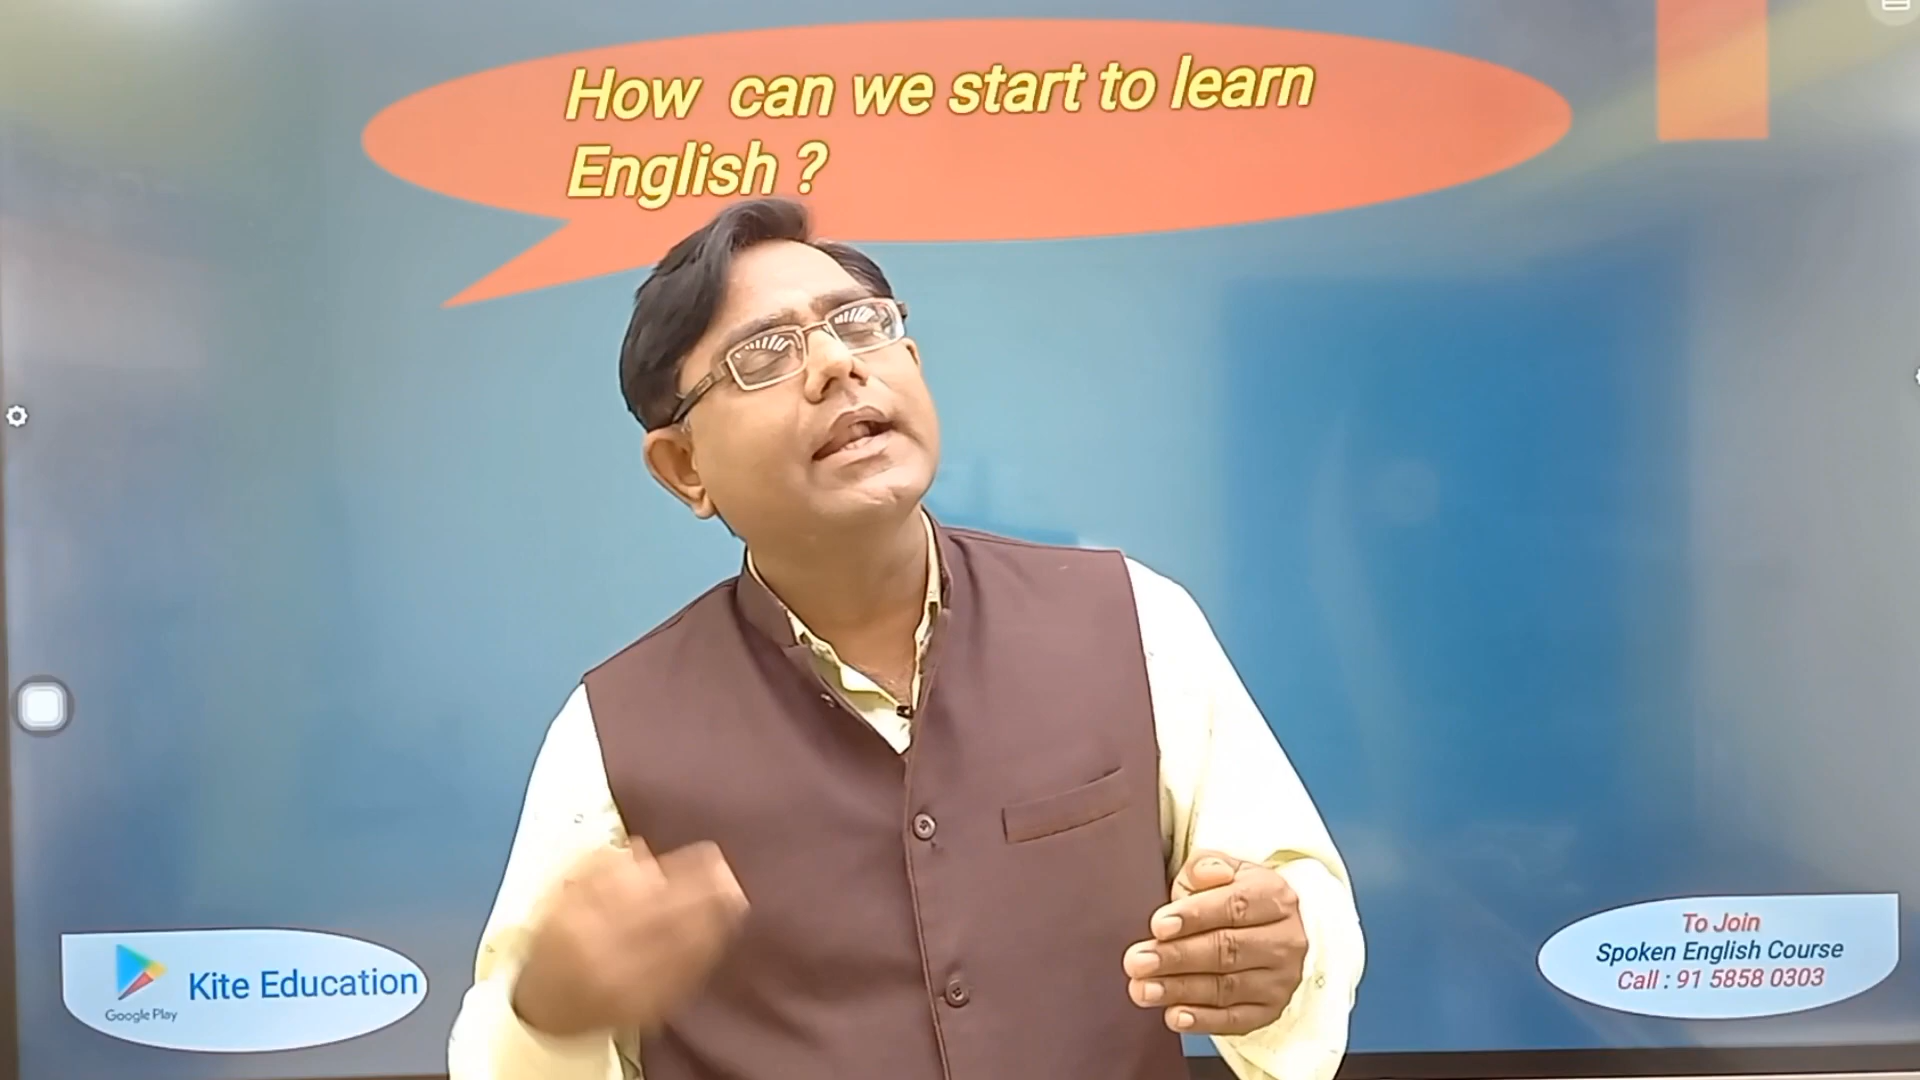 How can we start to learn
English ?
Google Play
Kite Education
To Join
Spoken English Course
Call : 91 5858 0303